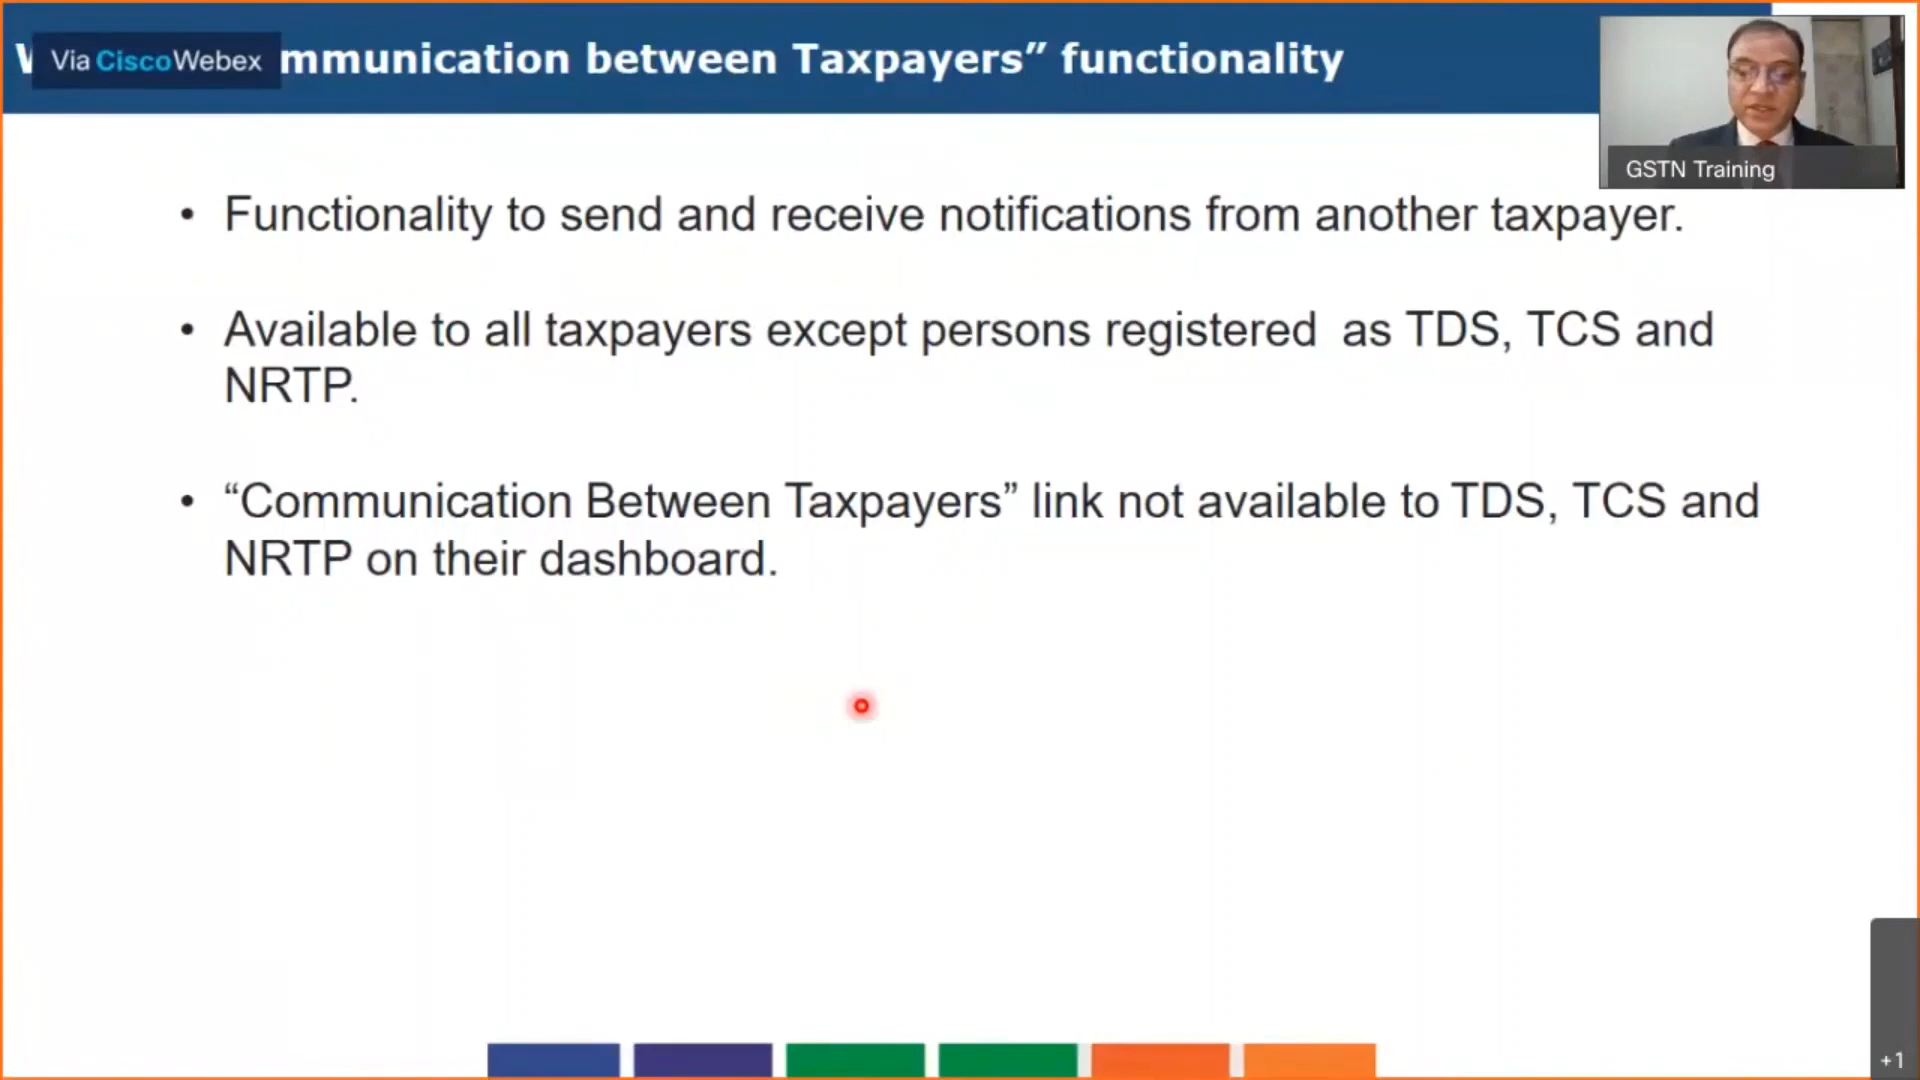 Via CiscoWebex
mmunication between Taxpayers” functionality
GSTN Training
• Functionality to send and receive notifications from another taxpayer.
• Available to all taxpayers except persons registered as TDS, TCS and
NRTP.
• “Communication Between Taxpayers” link not available to TDS, TCS and
NRTP on their dashboard.
+1